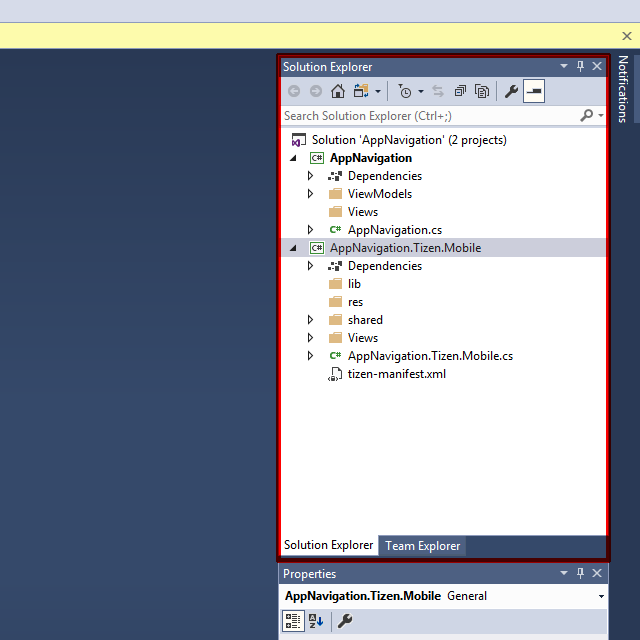 Solution Explorer
Notifications
Search Solution Explorer (Ctrl+;)
Solution 'AppNavigation' (2 projects)
C# AppNavigation
Dependencies
ViewModels
Views
C# AppNavigation.cs
C# AppNavigation.Tizen.Mobile
Dependencies
lib
res
shared
Views
C# AppNavigation.Tizen.Mobile.cs
tizen-manifest.xml
Solution Explorer Team Explorer
Properties
AppNavigation.Tizen.Mobile General
AZ